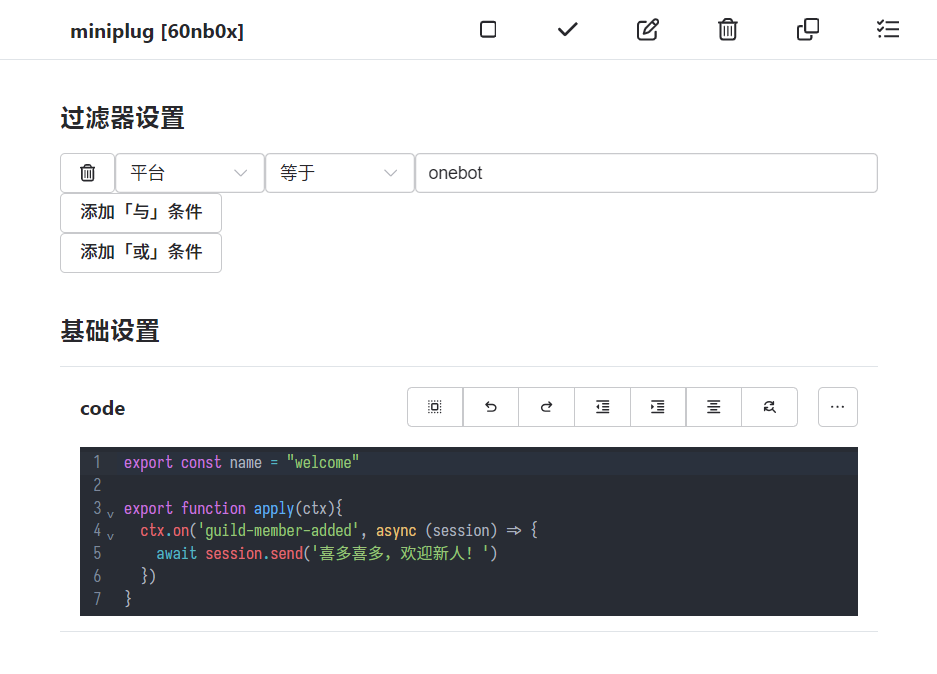 miniplug [60nb0x]
过滤器设置
平台 等于 onebot
添加「与」条件
添加「或」条件
基础设置
code
1 export const name = "welcome"
2
3 export function apply(ctx){
4   ctx.on('guild-member-added', async (session) => {
5     await session.send('喜多喜多，欢迎新人！')
6   })
7 }